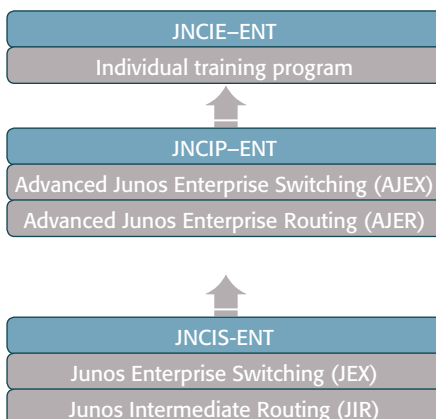 JNCIE–ENT
Individual training program
JNCIP–ENT
Advanced Junos Enterprise Switching (AJEX)
Advanced Junos Enterprise Routing (AJER)
JNCIS-ENT
Junos Enterprise Switching (JEX)
Junos Intermediate Routing (JIR)